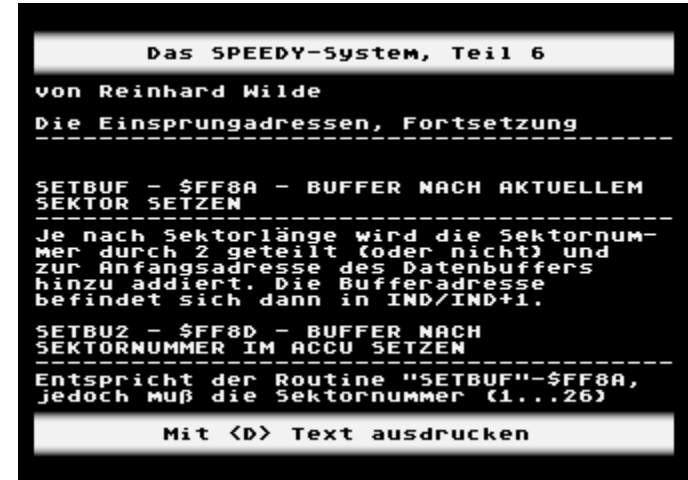 Das SPEEDY-System, Teil 6
von Reinhard Wilde
Die Einsprungadressen, Fortsetzung
SETBUF - $FF8A - BUFFER NACH AKTUELLEM
SEKTOR SETZEN
Je nach Sektorlänge wird die Sektornum-
mer durch 2 geteilt (oder nicht) und
zur Anfangsadresse des Datenbuffers
hinzu addiert. Die Bufferadresse
befindet sich dann in IND/IND+1.
SETBU2 - $FF8D - BUFFER NACH
SEKTORNUMMER IM ACCU SETZEN
Entspricht der Routine "SETBUF"-$FF8A,
jedoch muß die Sektornummer (1...26)
Mit <D> Text ausdrucken